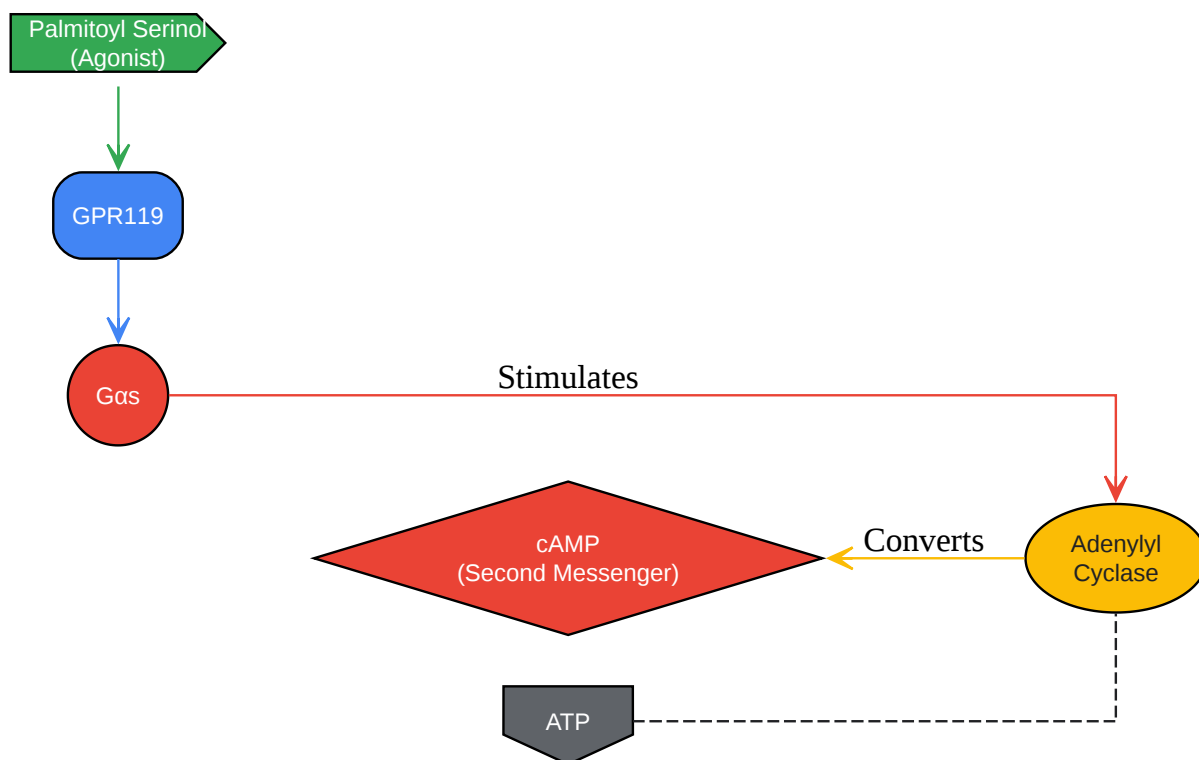 Palmitoyl Serinol
(Agonist)
GPR119
Gαs
Stimulates
cAMP
(Second Messenger)
Converts
Adenylyl
Cyclase
ATP